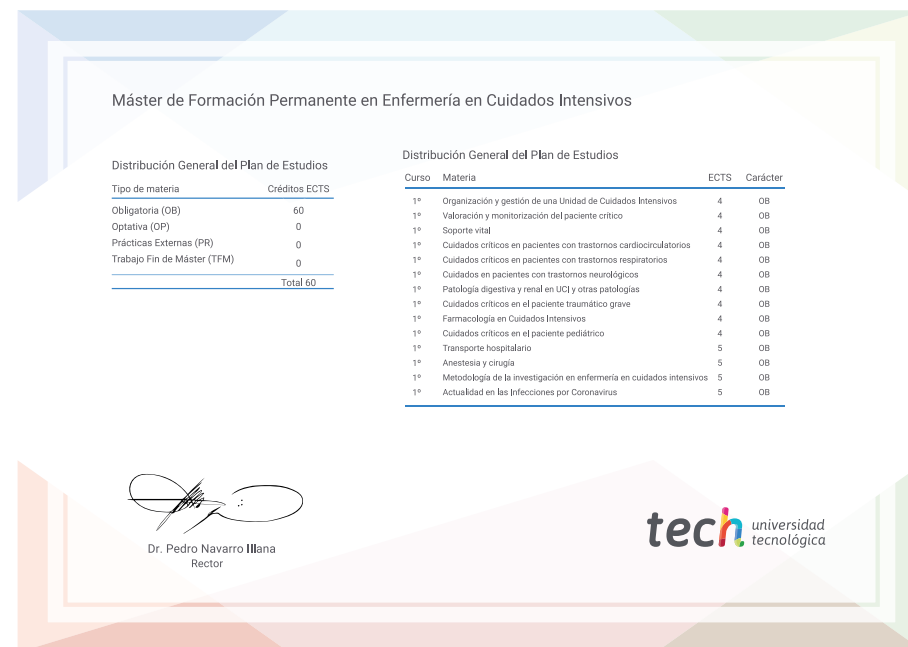 Máster de Formación Permanente en Enfermería en Cuidados Intensivos
Distribución General del Plan de Estudios
Tipo de materia Créditos ECTS
Obligatoria (OB) 60
Optativa (OP) 0
Prácticas Externas (PR) 0
Trabajo Fin de Máster (TFM) 0
Total 60
Distribución General del Plan de Estudios
Curso Materia ECTS Carácter
1º Organización y gestión de una Unidad de Cuidados Intensivos 4 OB
1º Valoración y monitorización del paciente crítico 4 OB
1º Soporte vital 4 OB
1º Cuidados críticos en pacientes con trastornos cardiocirculatorios 4 OB
1º Cuidados críticos en pacientes con trastornos respiratorios 4 OB
1º Cuidados en pacientes con trastornos neurológicos 4 OB
1º Patología digestiva y renal en UCI y otras patologías 4 OB
1º Cuidados críticos en el paciente traumático grave 4 OB
1º Farmacología en Cuidados Intensivos 4 OB
1º Cuidados críticos en el paciente pediátrico 4 OB
1º Transporte hospitalario 5 OB
1º Anestesia y cirugía 5 OB
1º Metodología de la investigación en enfermería en cuidados intensivos 5 OB
1º Actualidad en las Infecciones por Coronavirus 5 OB
Dr. Pedro Navarro Illana
Rector
tech universidad
tecnológica